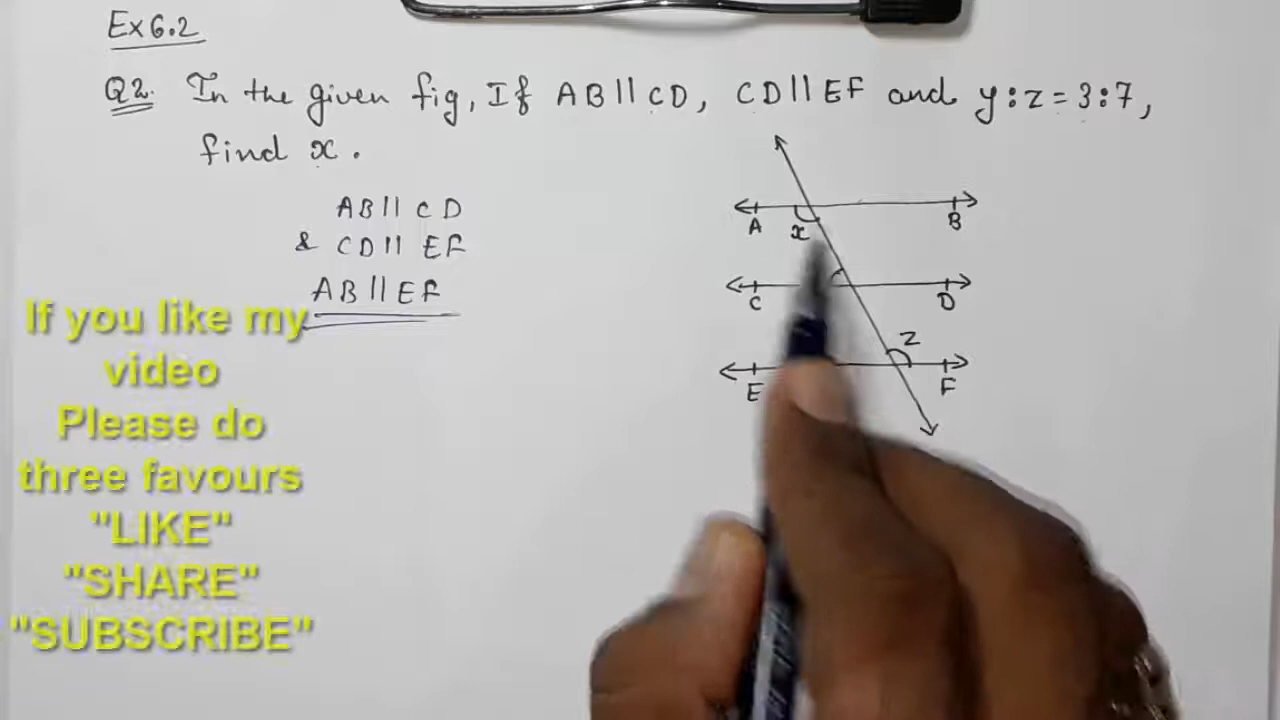 Ex 6.2
Q2. In the given fig, If AB || CD, CD || EF and y:z = 3:7,
find x.
AB || CD
& CD || EF
AB || EF
A B
x
C D
z
E F
If you like my
video
Please do
three favours
"LIKE"
"SHARE"
"SUBSCRIBE"